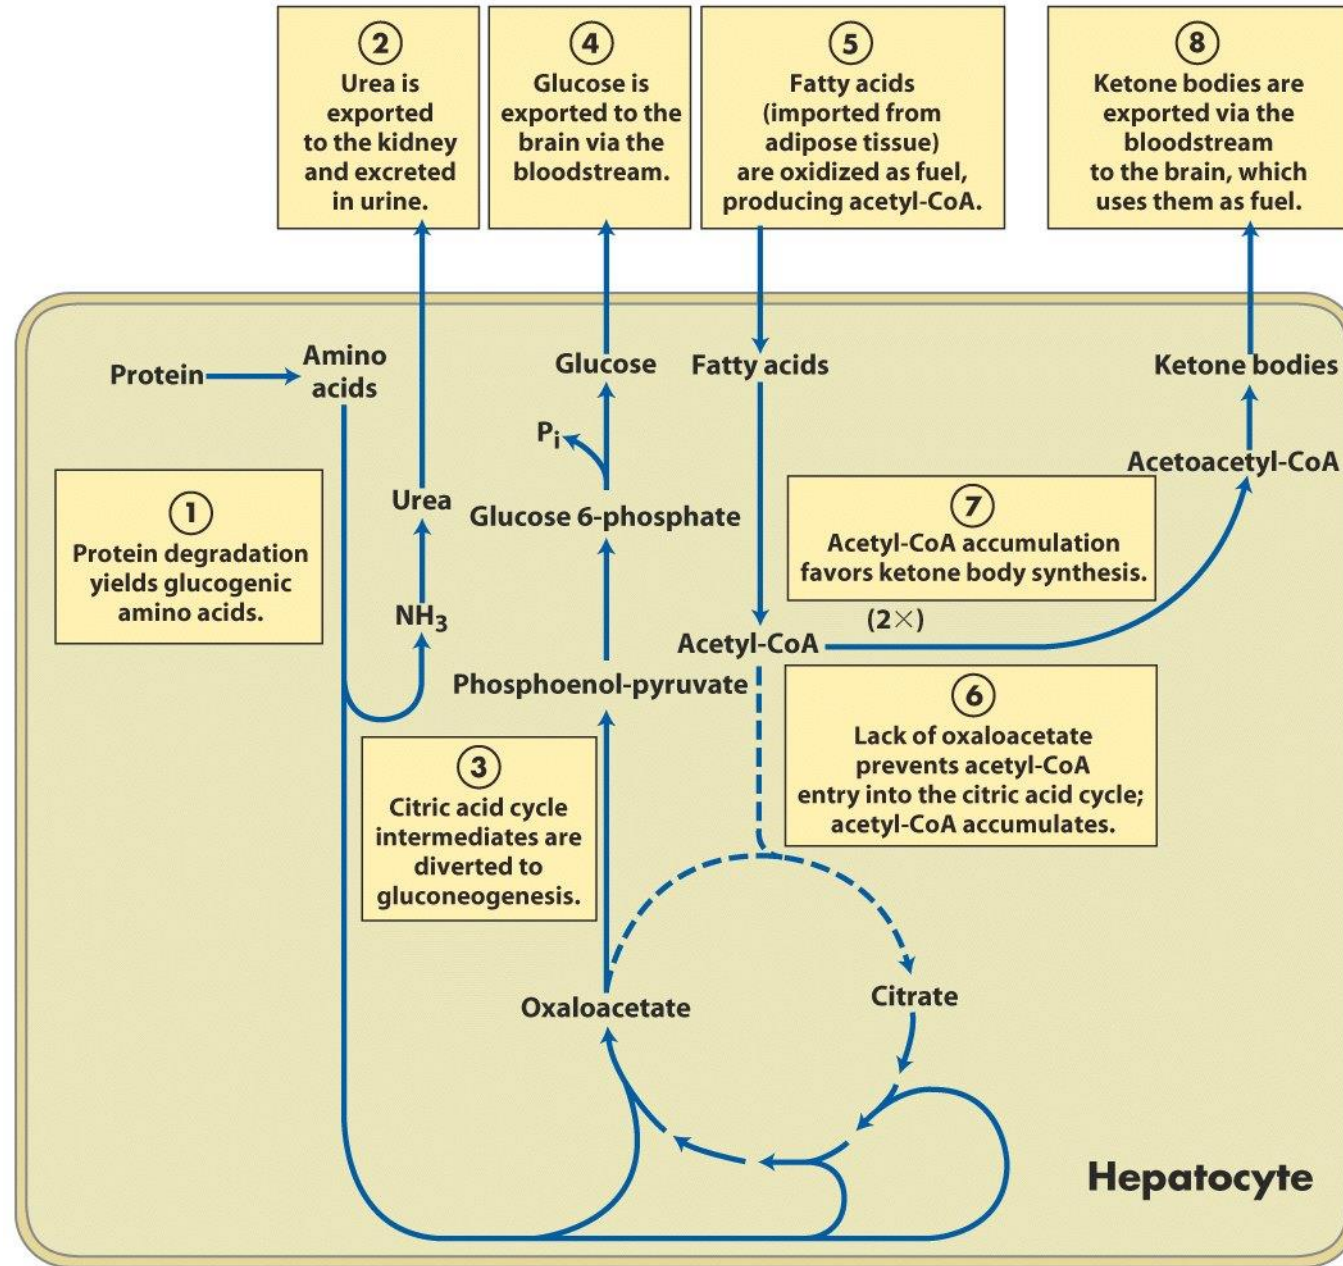 2
Urea is
exported
to the kidney
and excreted
in urine.
4
Glucose is
exported to the
brain via the
bloodstream.
5
Fatty acids
(imported from
adipose tissue)
are oxidized as fuel,
producing acetyl-CoA.
8
Ketone bodies are
exported via the
bloodstream
to the brain, which
uses them as fuel.
Protein
Amino
acids
Glucose
Fatty acids
Ketone bodies
Pi
Acetoacetyl-CoA
1
Protein degradation
yields glucogenic
amino acids.
Urea
Glucose 6-phosphate
7
Acetyl-CoA accumulation
favors ketone body synthesis.
NH3
(2×)
Acetyl-CoA
Phosphoenol-pyruvate
6
Lack of oxaloacetate
prevents acetyl-CoA
entry into the citric acid cycle;
acetyl-CoA accumulates.
3
Citric acid cycle
intermediates are
diverted to
gluconeogenesis.
Oxaloacetate
Citrate
Hepatocyte